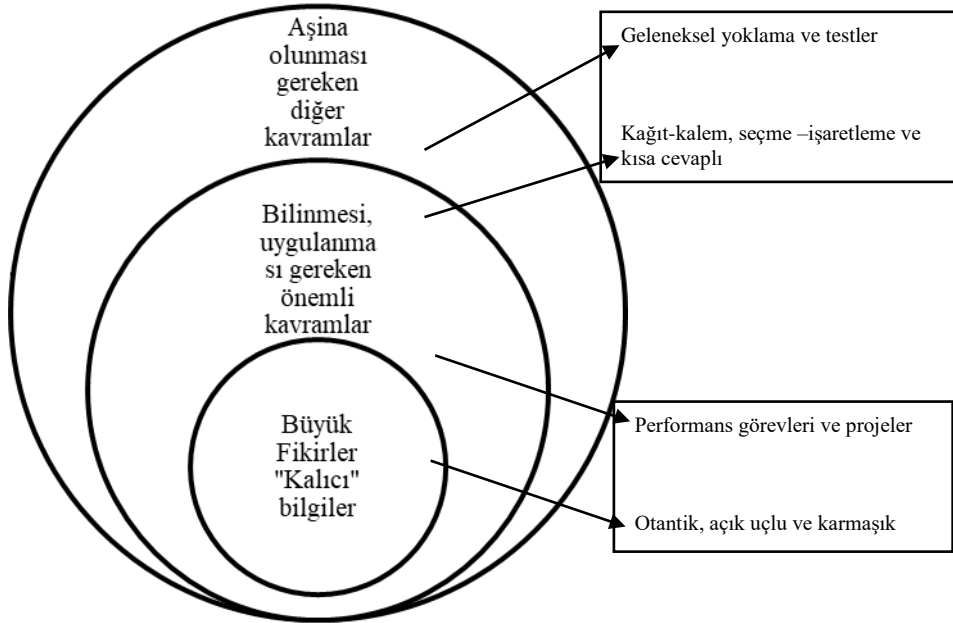 Aşina
olunması
gereken
diğer
kavramlar
Bilinmesi,
uygulanma
sı gereken
önemli
kavramlar
Büyük
Fikirler
"Kalıcı"
bilgiler
Geleneksel yoklama ve testler
Kağıt-kalem, seçme –işaretleme ve
kısa cevaplı
Performans görevleri ve projeler
Otantik, açık uçlu ve karmaşık